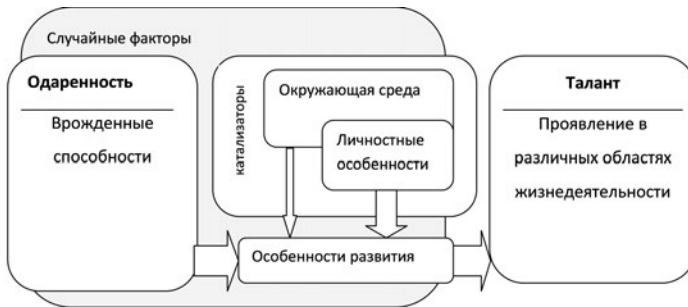 Случайные факторы
Одаренность
Врожденные
способности
катализаторы
Окружающая среда
Личностные
особенности
Особенности развития
Талант
Проявление в
различных областях
жизнедеятельности